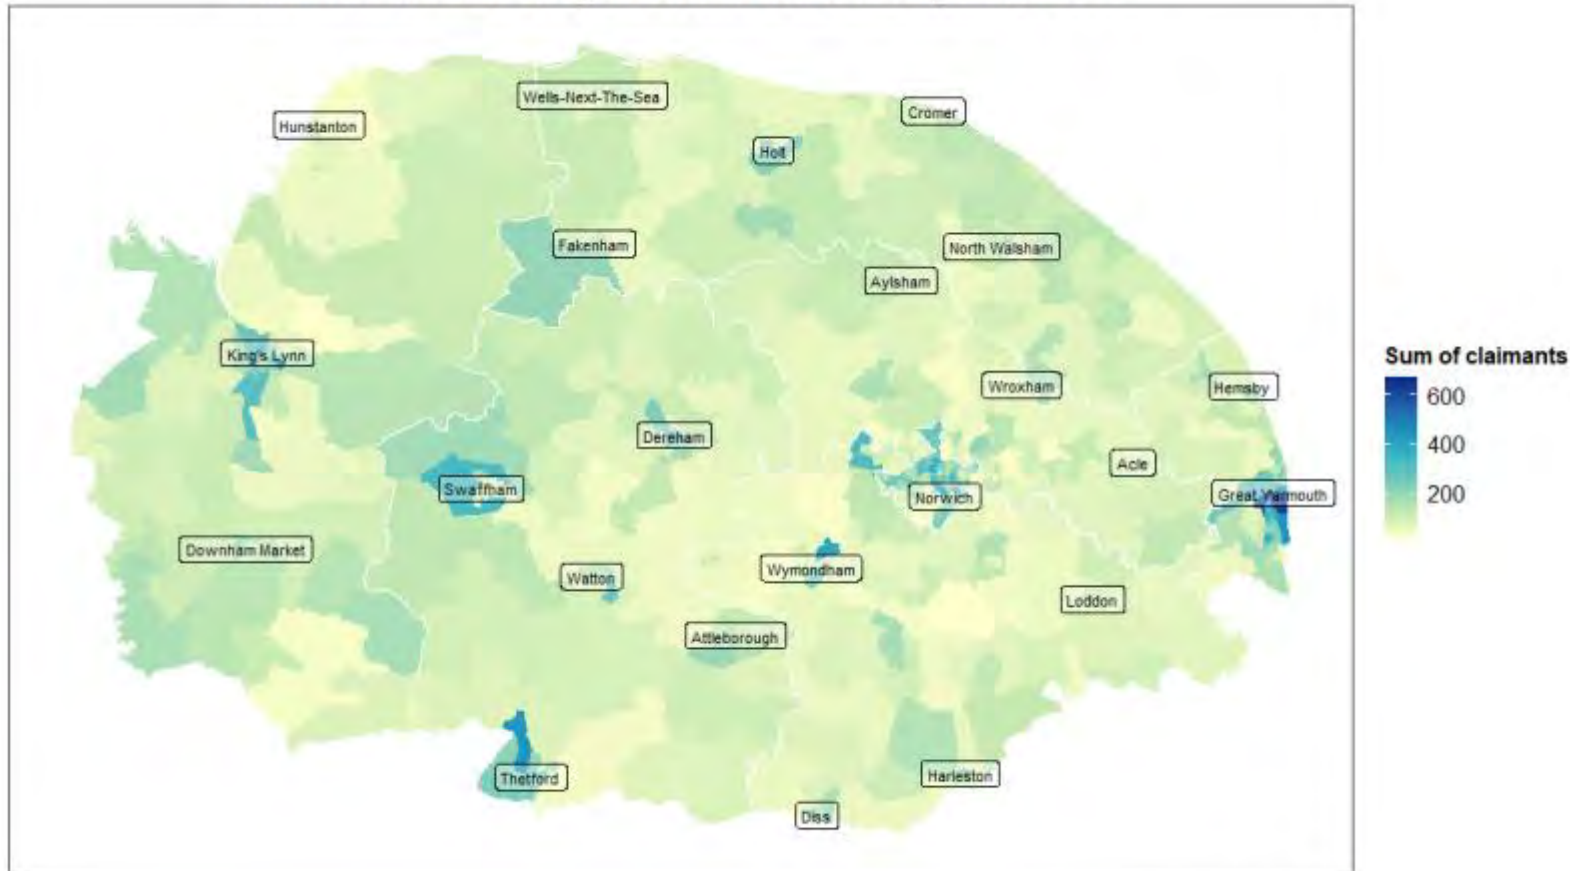 Wells-Next-The-Sea
Hunstanton
Cromer
Holt
Fakenham
North Walsham
Aylsham
King's Lynn
Wroxham
Hemsby
Dereham
Acle
Swaffham
Norwich
Great Yarmouth
Downham Market
Watton
Wymondham
Loddon
Attleborough
Thetford
Harleston
Diss
Sum of claimants
600
400
200